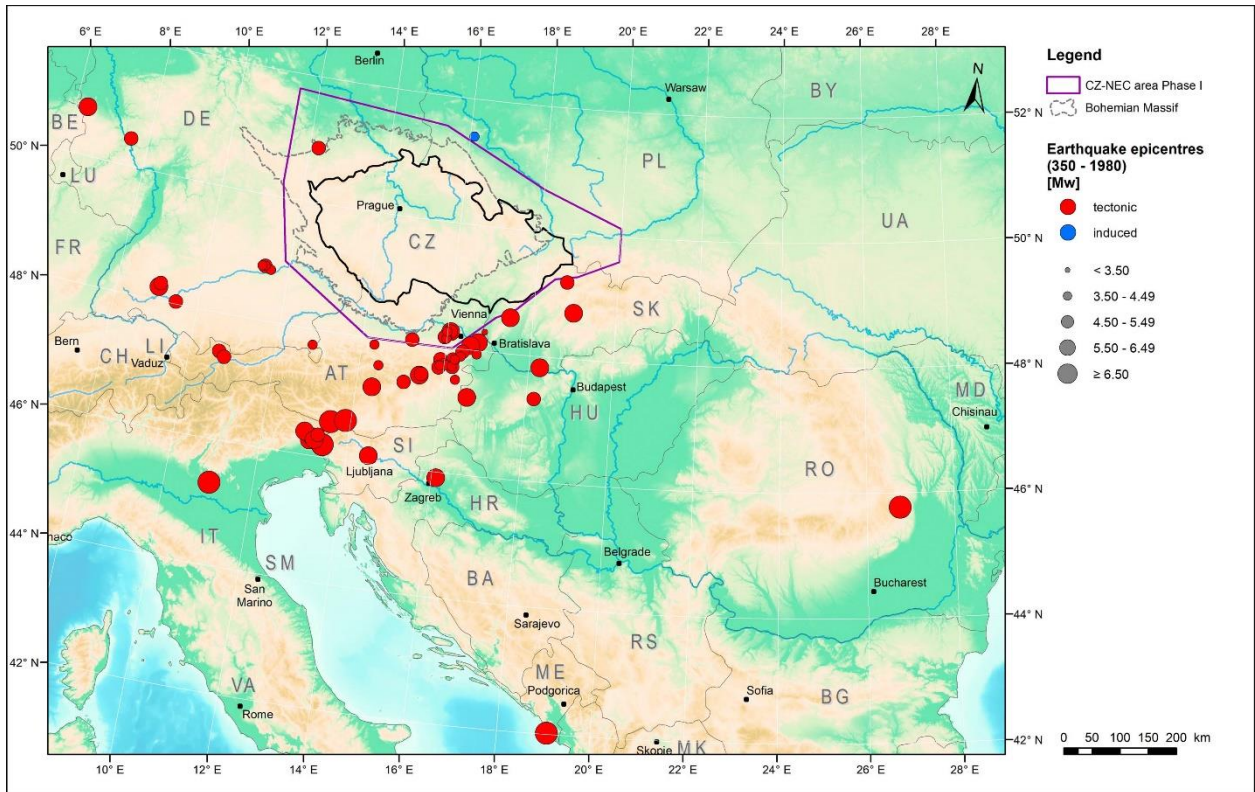 6° E 8° E 10° E 12° E 14° E 16° E 18° E 20° E 22° E 24° E 26° E 28° E
Berlin
Warsaw
BY
N
52° N
BE
DE
50° N
PL
LU
Prague
CZ
UA
50° N
FR
48° N
SK
Vienna
Bratislava
Bern
CH
LI
Vaduz
AT
48° N
MD
Chisinau
Budapest
HU
46° N
SI
Ljubljana
RO
Zagreb
HR
46° N
IT
44° N
SM
San
Marino
BA
Belgrade
Bucharest
Sarajevo
RS
44° N
42° N
ME
Podgorica
Sofia
BG
VA
Rome
Skopje
MK
42° N
10° E 12° E 14° E 16° E 18° E 20° E 22° E 24° E 26° E 28° E
Legend
CZ-NEC area Phase I
Bohemian Massif
Earthquake epicentres
(350 - 1980)
[Mw]
tectonic
induced
< 3.50
3.50 - 4.49
4.50 - 5.49
5.50 - 6.49
≥ 6.50
0 50 100 150 200 km